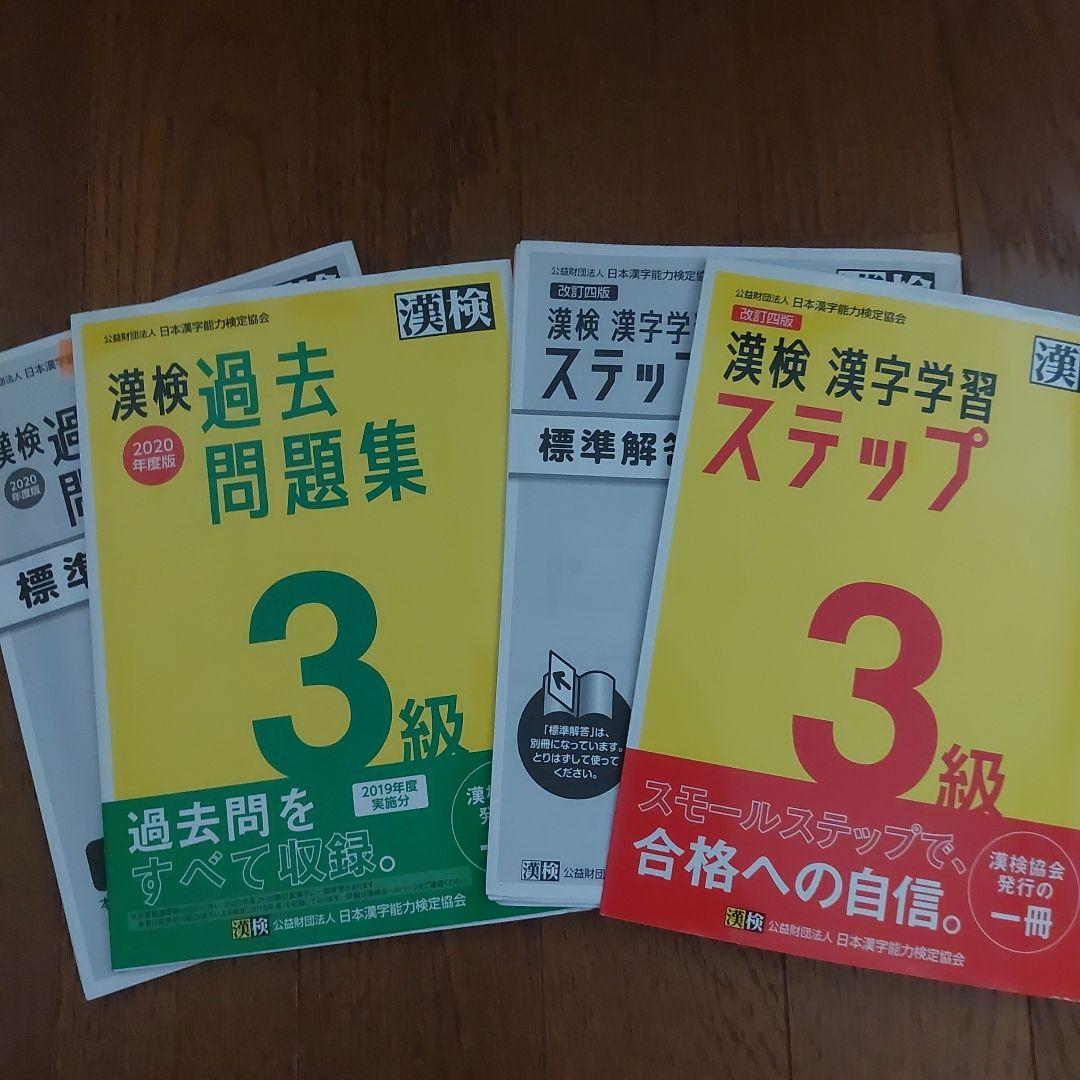 漢検
2020
年度版
標準
公益財団法人 日本漢字能力検定協会
漢検
漢検 過去
問題集
2020
年度版
3級
過去問を
すべて収録。
2019年度
実施分
漢検 公益財団法人 日本漢字能力検定協会
公益財団法人 日本漢字能力検定協会
改訂四版
漢検 漢字学習
ステップ
標準解答
「標準解答」は、
別冊になっています。
とりはずして使って
ください。
漢検 公益財団
公益財団法人 日本漢字能力検定協会
漢
改訂四版
漢検 漢字学習
ステップ
3級
スモールステップで、
合格への自信。
漢検協会
発行の
一冊
漢検 公益財団法人 日本漢字能力検定協会